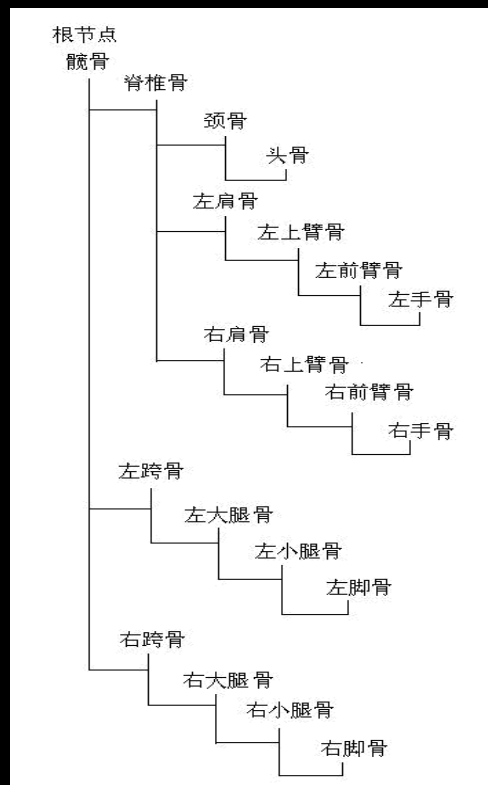 根节点
髋骨
脊椎骨
颈骨
头骨
左肩骨
左上臂骨
左前臂骨
左手骨
右肩骨
右上臂骨
右前臂骨
右手骨
左跨骨
左大腿骨
左小腿骨
左脚骨
右跨骨
右大腿骨
右小腿骨
右脚骨